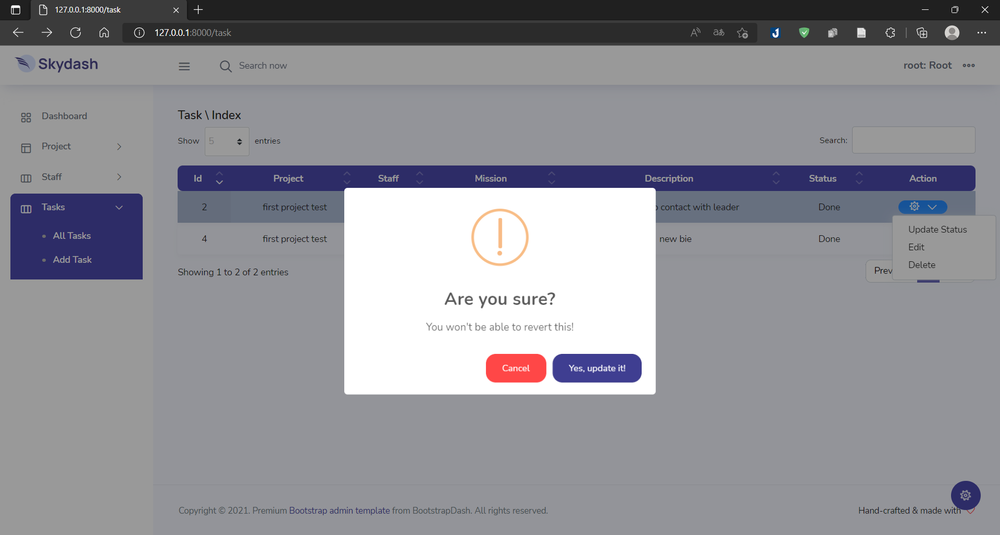 127.0.0.1:8000/task
127.0.0.1:8000/task
Skydash
Search now
root: Root
Dashboard
Project
Staff
Tasks
All Tasks
Add Task
Task \ Index
Show 5 entries
Search:
Id Project Staff Mission Description Status Action
2 first project test contact with leader Done
4 first project test new bie Done
Update Status
Edit
Delete
Showing 1 to 2 of 2 entries
Are you sure?
You won't be able to revert this!
Cancel
Yes, update it!
Copyright © 2021. Premium Bootstrap admin template from BootstrapDash. All rights reserved.
Hand-crafted & made with